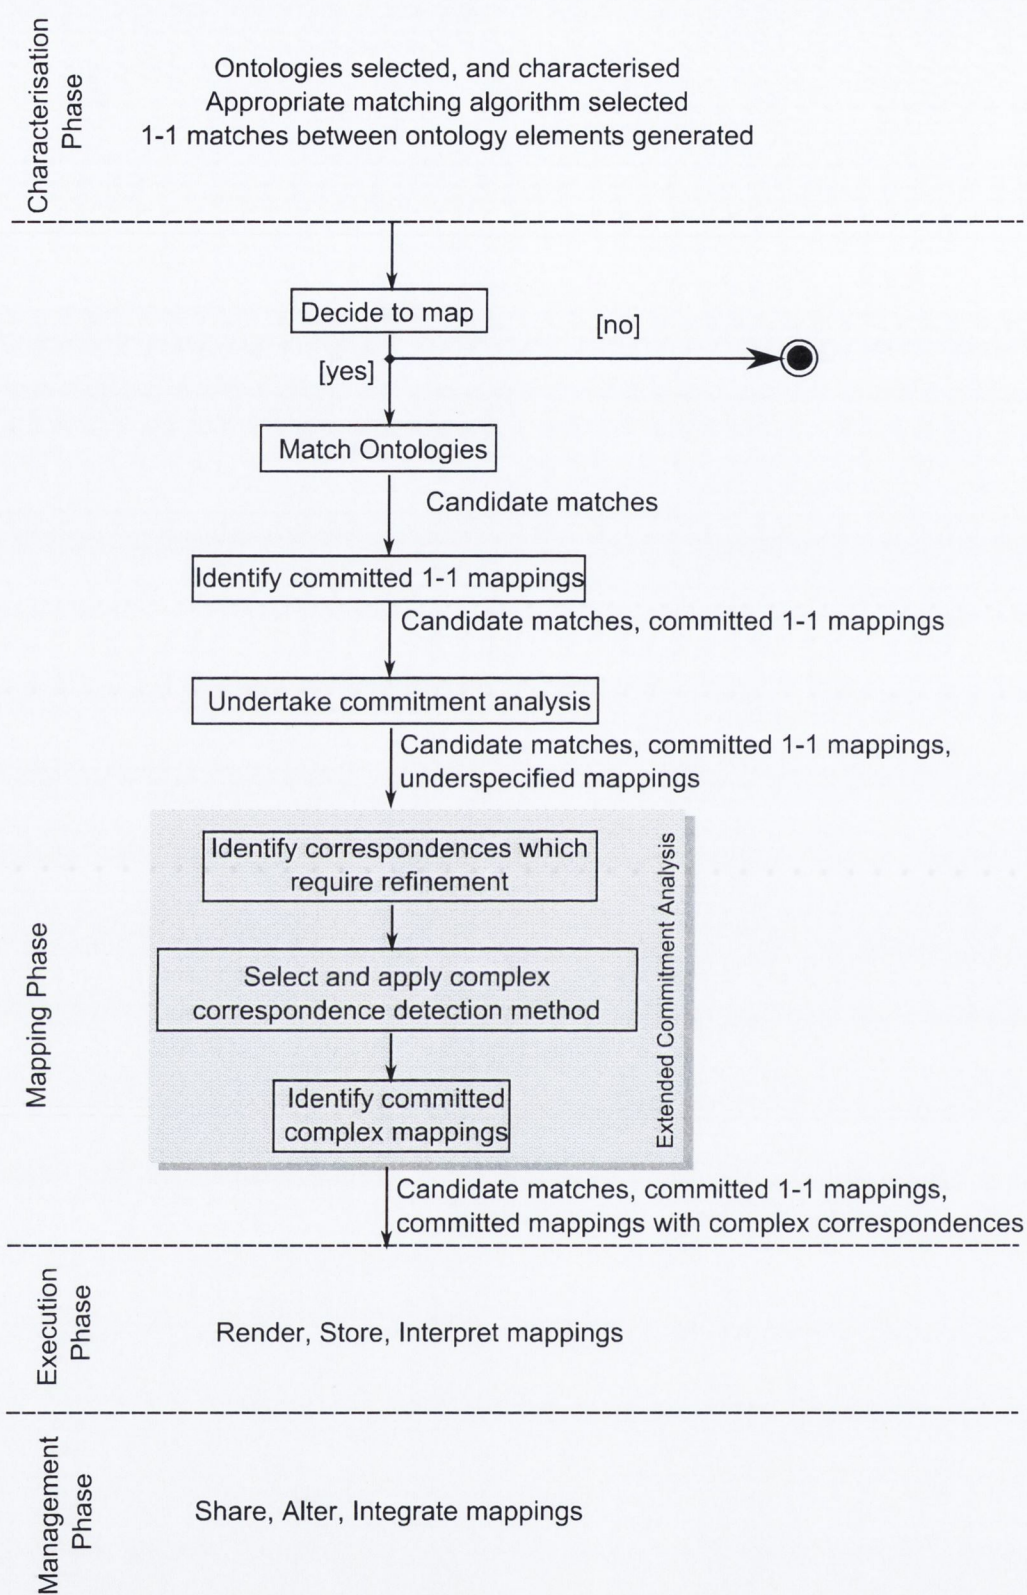 Characterisation
Phase
Ontologies selected, and characterised
Appropriate matching algorithm selected
1-1 matches between ontology elements generated
Decide to map
[no]
[yes]
Match Ontologies
Candidate matches
Identify committed 1-1 mappings
Candidate matches, committed 1-1 mappings
Undertake commitment analysis
Candidate matches, committed 1-1 mappings,
underspecified mappings
Mapping Phase
Extended Commitment Analysis
Identify correspondences which
require refinement
Select and apply complex
correspondence detection method
Identify committed
complex mappings
Candidate matches, committed 1-1 mappings,
committed mappings with complex correspondences
Execution
Phase
Render, Store, Interpret mappings
Management
Phase
Share, Alter, Integrate mappings